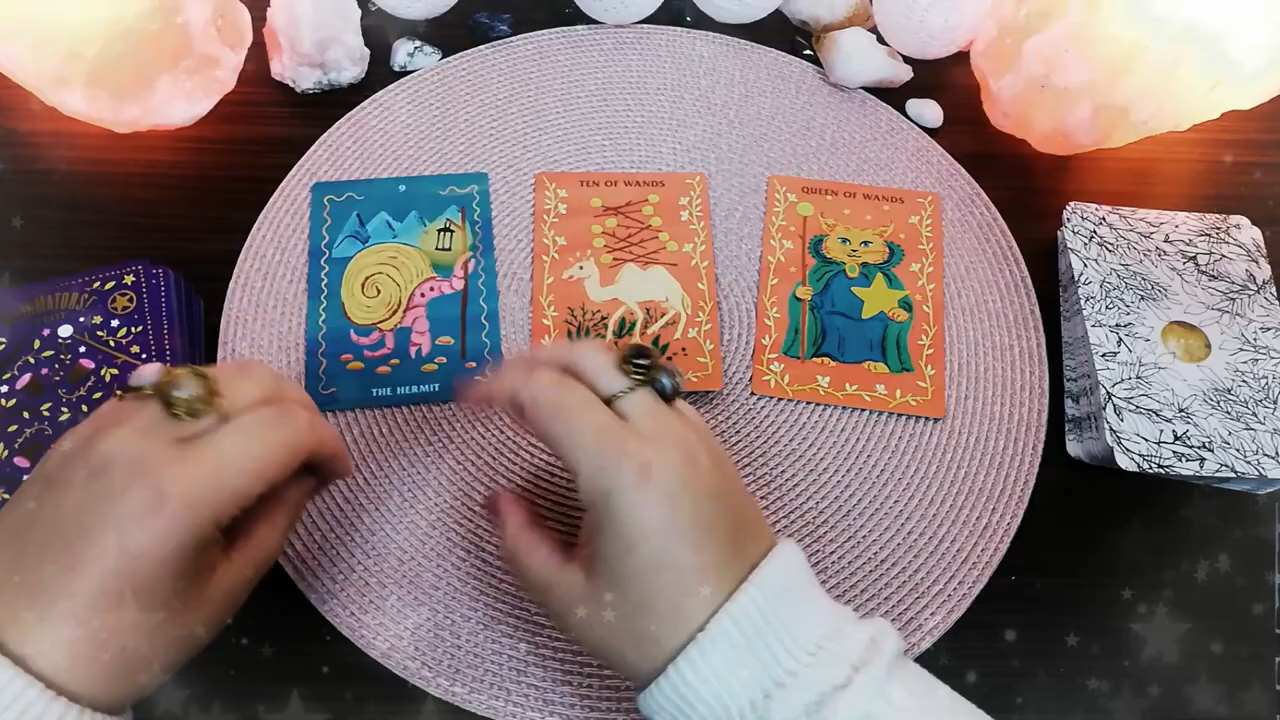 9
THE HERMIT
TEN OF WANDS
QUEEN OF WANDS